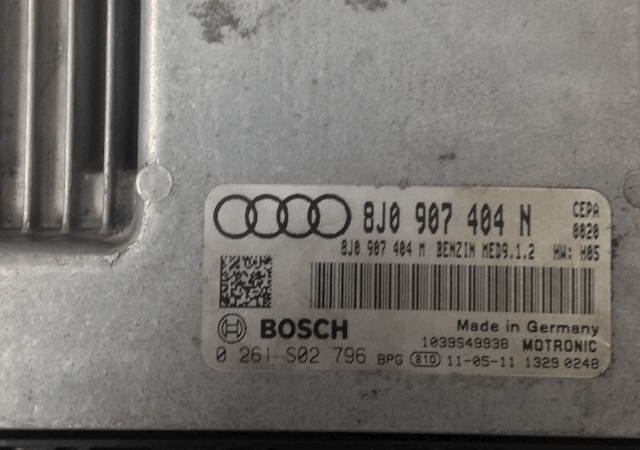 8J0 907 404 N CEPA
0020
8J0 907 404 M BENZIN MED9.1.2 HW: H05
BOSCH
Made in Germany
1039S49938 MOTRONIC
0 261 S02 796 BPG 810 11-05-11 1329 0248